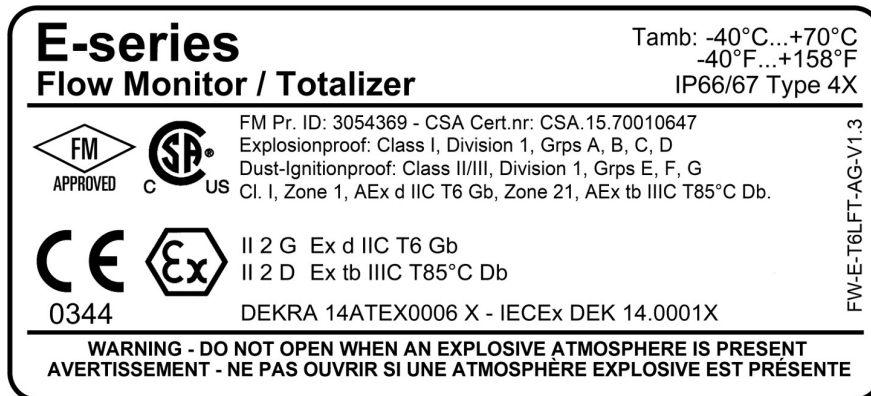 E-series
Flow Monitor / Totalizer
Tamb: -40°C...+70°C
-40°F...+158°F
IP66/67 Type 4X
FM
APPROVED
CSA
C US
FM Pr. ID: 3054369 - CSA Cert.nr: CSA.15.70010647
Explosionproof: Class I, Division 1, Grps A, B, C, D
Dust-Ignitionproof: Class II/III, Division 1, Grps E, F, G
Cl. I, Zone 1, AEx d IIC T6 Gb, Zone 21, AEx tb IIIC T85°C Db.
CE
0344
Ex
II 2 G Ex d IIC T6 Gb
II 2 D Ex tb IIIC T85°C Db
DEKRA 14ATEX0006 X - IECEx DEK 14.0001X
FW-E-T6LFT-AG-V1.3
WARNING - DO NOT OPEN WHEN AN EXPLOSIVE ATMOSPHERE IS PRESENT
AVERTISSEMENT - NE PAS OUVRIR SI UNE ATMOSPHÈRE EXPLOSIVE EST PRÉSENTE